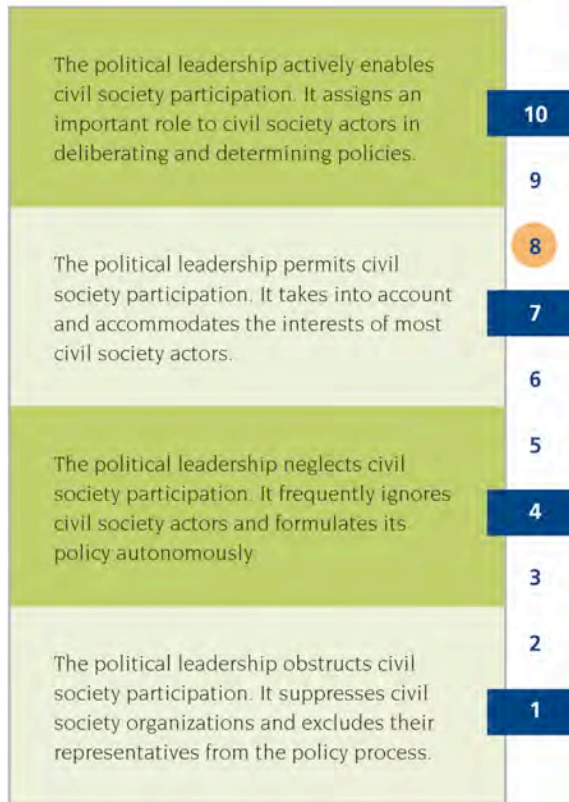 The political leadership actively enables
civil society participation. It assigns an
important role to civil society actors in
deliberating and determining policies.
10
9
8
The political leadership permits civil
society participation. It takes into account
and accommodates the interests of most
civil society actors.
7
6
5
The political leadership neglects civil
society participation. It frequently ignores
civil society actors and formulates its
policy autonomously
4
3
2
The political leadership obstructs civil
society participation. It suppresses civil
society organizations and excludes their
representatives from the policy process.
1